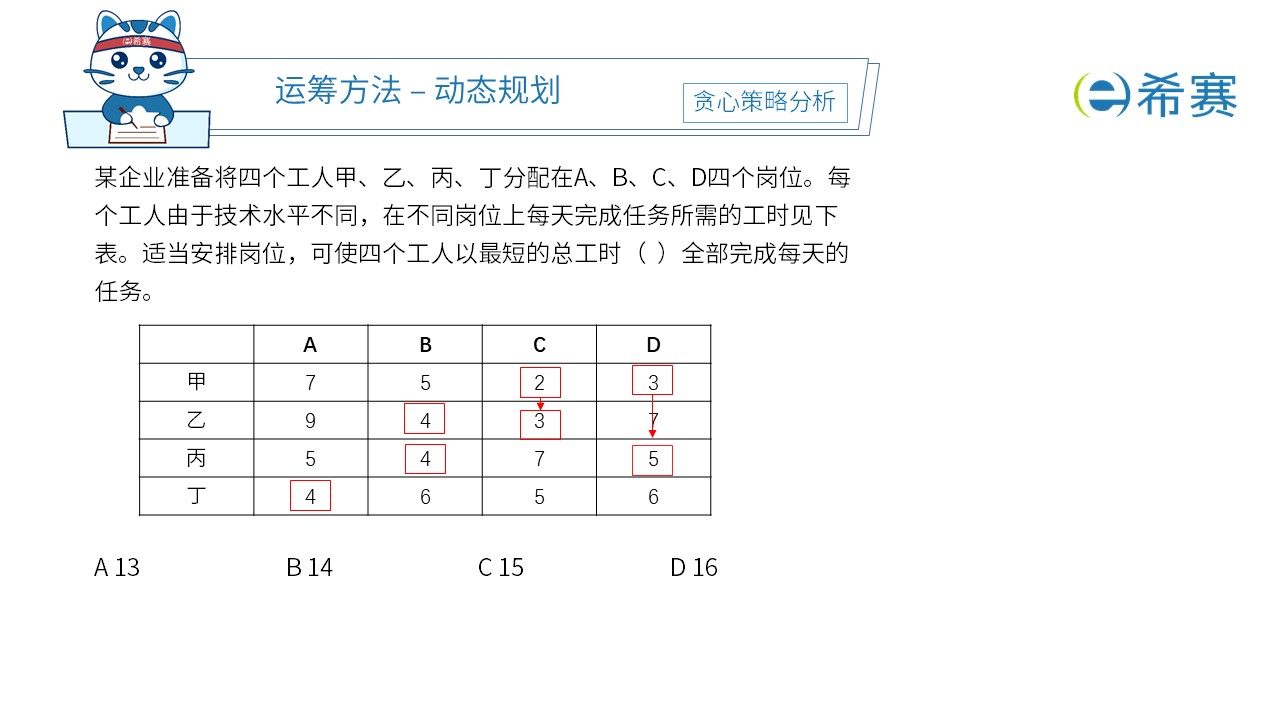 希赛
运筹方法 – 动态规划
贪心策略分析
希赛
某企业准备将四个工人甲、乙、丙、丁分配在A、B、C、D四个岗位。每
个工人由于技术水平不同，在不同岗位上每天完成任务所需的工时见下
表。适当安排岗位，可使四个工人以最短的总工时（ ）全部完成每天的
任务。
A B C D
甲 7 5 2 3
乙 9 4 3 7
丙 5 4 7 5
丁 4 6 5 6
A 13 B 14 C 15 D 16